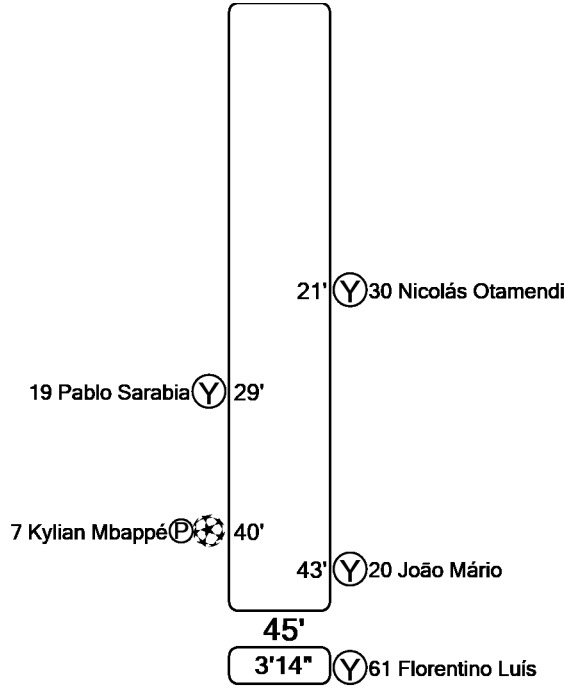 21' Y 30 Nicolás Otamendi
19 Pablo Sarabia Y 29'
7 Kylian Mbappé P 40'
43' Y 20 João Mário
45'
3'14" Y 61 Florentino Luís